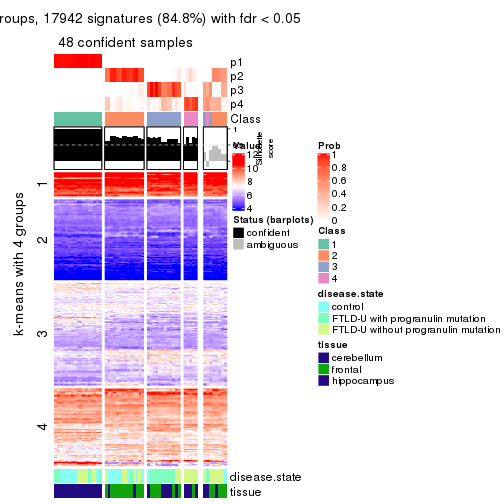 roups, 17942 signatures (84.8%) with fdr < 0.05
48 confident samples
p1
p2
p3
p4
Class
1
Silhouette
score
Value
12
10
8
6
4
Status (barplots)
confident
ambiguous
Prob
1
0.8
0.6
0.4
0.2
0
Class
1
2
3
4
disease.state
control
FTLD-U with progranulin mutation
FTLD-U without progranulin mutation
tissue
cerebellum
frontal
hippocampus
k-means with 4 groups
1
2
3
4
disease.state
tissue